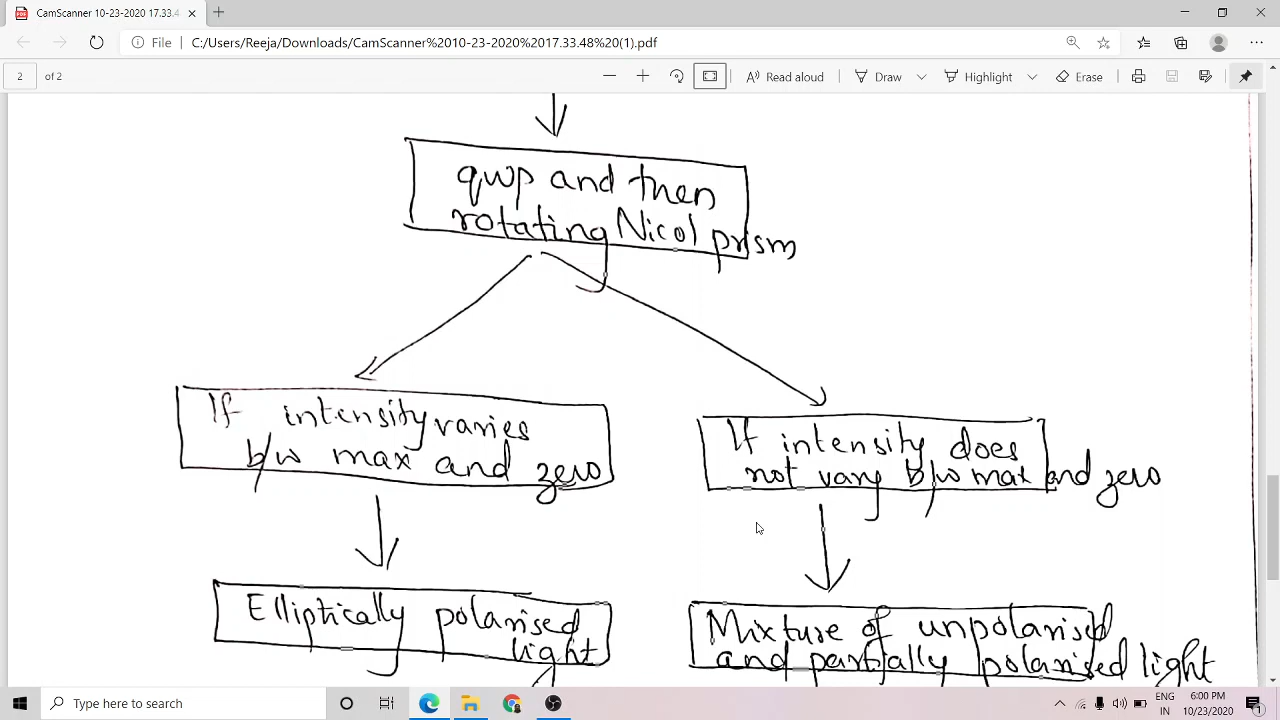 CamScanner 10-23-2020 17.33.4
File C:/Users/Reeja/Downloads/CamScanner%2010-23-2020%2017.33.48%20(1).pdf
2 of 2
Read aloud Draw Highlight Erase
qwp and then
rotating Nicol prism
If intensity varies
b/w max and zero
If intensity does
not vary b/w max and zero
Elliptically polarised
light
Mixture of unpolarised
and partially polarised light
Type here to search
ENG
IN
6:00 PM
10/23/2020
1